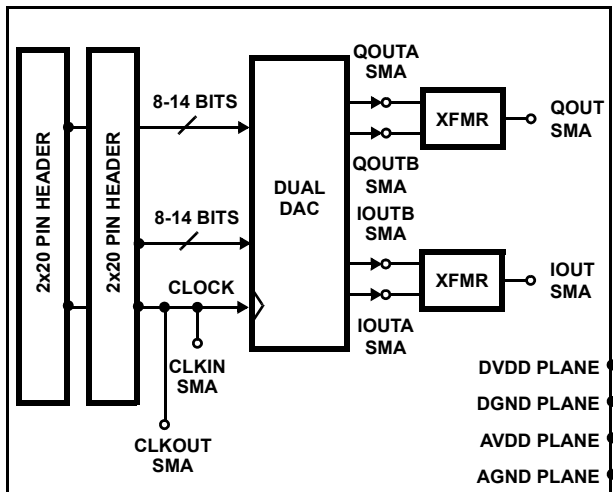 2x20 PIN HEADER
2x20 PIN HEADER
8-14 BITS
8-14 BITS
CLOCK
CLKIN
SMA
CLKOUT
SMA
DUAL
DAC
QOUTA
SMA
QOUTB
SMA
IOUTB
SMA
IOUTA
SMA
XFMR
QOUT
SMA
XFMR
IOUT
SMA
DVDD PLANE
DGND PLANE
AVDD PLANE
AGND PLANE